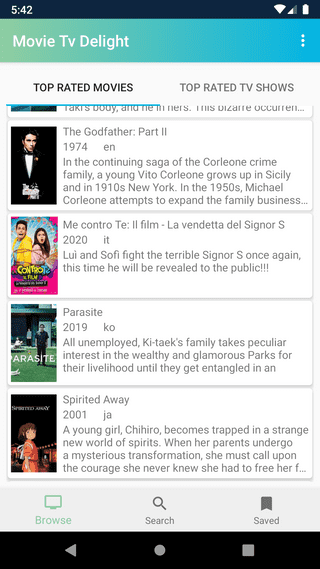 5:42
Movie Tv Delight
TOP RATED MOVIES
TOP RATED TV SHOWS
Taki's body, and he in hers. This bizarre occurren...
The Godfather: Part II
1974 en
In the continuing saga of the Corleone crime
family, a young Vito Corleone grows up in Sicily
and in 1910s New York. In the 1950s, Michael
Corleone attempts to expand the family business...
Me contro Te: Il film - La vendetta del Signor S
2020 it
Luì and Sofì fight the terrible Signor S once again,
this time he will be revealed to the public!!!
CONTRO
Parasite
2019 ko
All unemployed, Ki-taek's family takes peculiar
interest in the wealthy and glamorous Parks for
their livelihood until they get entangled in an
PARASITE
Spirited Away
2001 ja
A young girl, Chihiro, becomes trapped in a strange
new world of spirits. When her parents undergo
a mysterious transformation, she must call upon
the courage she never knew she had to free her f...
SPIRITED AWAY
Browse
Search
Saved